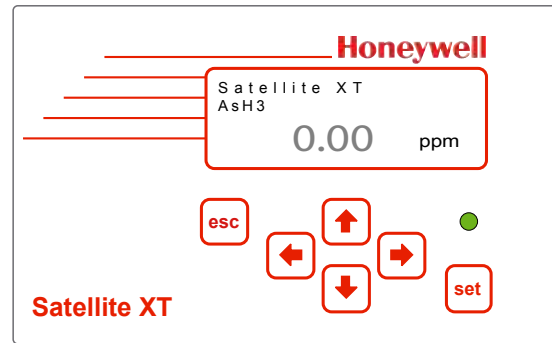 Honeywell
Satellite XT
AsH3
0.00 ppm
esc
set
Satellite XT